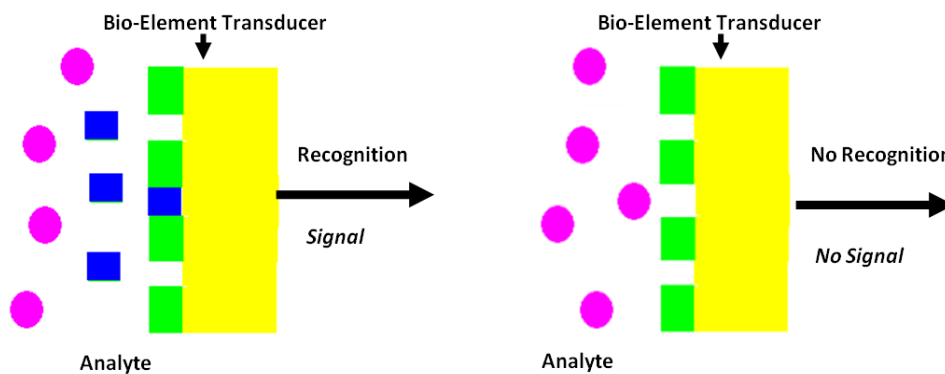 Bio-Element Transducer
Recognition
Signal
Analyte
Bio-Element Transducer
No Recognition
No Signal
Analyte